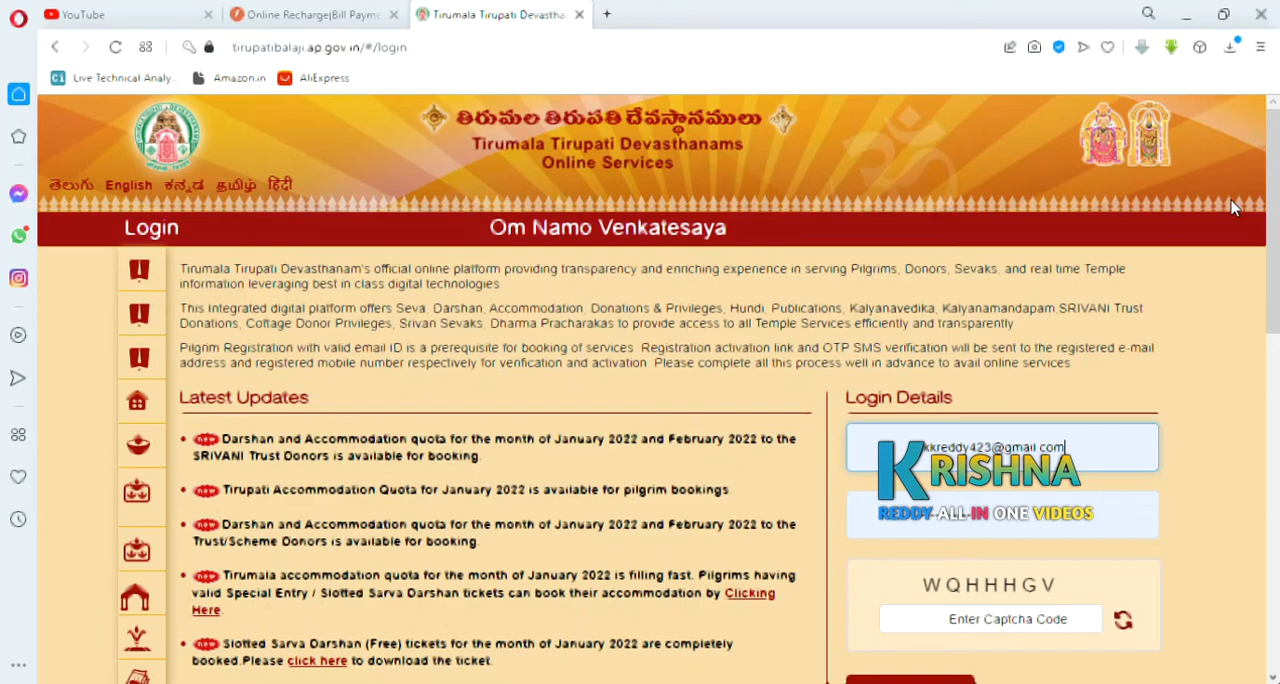 YouTube
Online Recharge|Bill Payme
Tirumala Tirupati Devastha
tirupatibalaji.ap.gov.in/#/login
Live Technical Analy...
Amazon.in
AliExpress
తిరుమల తిరుపతి దేవస్థానములు
Tirumala Tirupati Devasthanams
Online Services
తెలుగు English ಕನ್ನಡ தமிழ் हिंदी
Login
Om Namo Venkatesaya
Tirumala Tirupati Devasthanam's official online platform providing transparency and enriching experience in serving Pilgrims, Donors, Sevaks, and real time Temple
information leveraging best in class digital technologies
This Integrated digital platform offers Seva, Darshan, Accommodation, Donations & Privileges, Hundi, Publications, Kalyanavedika, Kalyanamandapam,SRIVANI Trust
Donations, Cottage Donor Privileges, Srivari Sevaks, Dharma Pracharakas to provide access to all Temple Services efficiently and transparently
Pilgrim Registration with valid email ID is a prerequisite for booking of services. Registration activation link and OTP SMS verification will be sent to the registered e-mail
address and registered mobile number respectively for verification and activation. Please complete all this process well in advance to avail online services
Latest Updates
new Darshan and Accommodation quota for the month of January 2022 and February 2022 to the
SRIVANI Trust Donors is available for booking.
new Tirupati Accommodation Quota for January 2022 is available for pilgrim bookings.
new Darshan and Accommodation quota for the month of January 2022 and February 2022 to the
Trust/Scheme Donors is available for booking.
new Tirumala accommodation quota for the month of January 2022 is filling fast. Pilgrims having
valid Special Entry / Slotted Sarva Darshan tickets can book their accommodation by Clicking
Here.
new Slotted Sarva Darshan (Free) tickets for the month of January 2022 are completely
booked.Please click here to download the ticket.
Login Details
kkreddy423@gmail.com
KRISHNA
REDDY-ALL-IN ONE VIDEOS
WQHHHGV
Enter Captcha Code